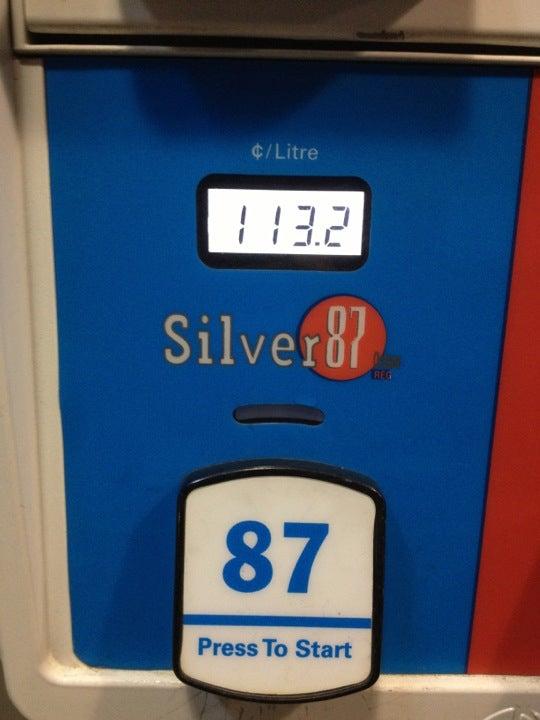 ¢/Litre
113.2
Silver87
REG
87
Press To Start